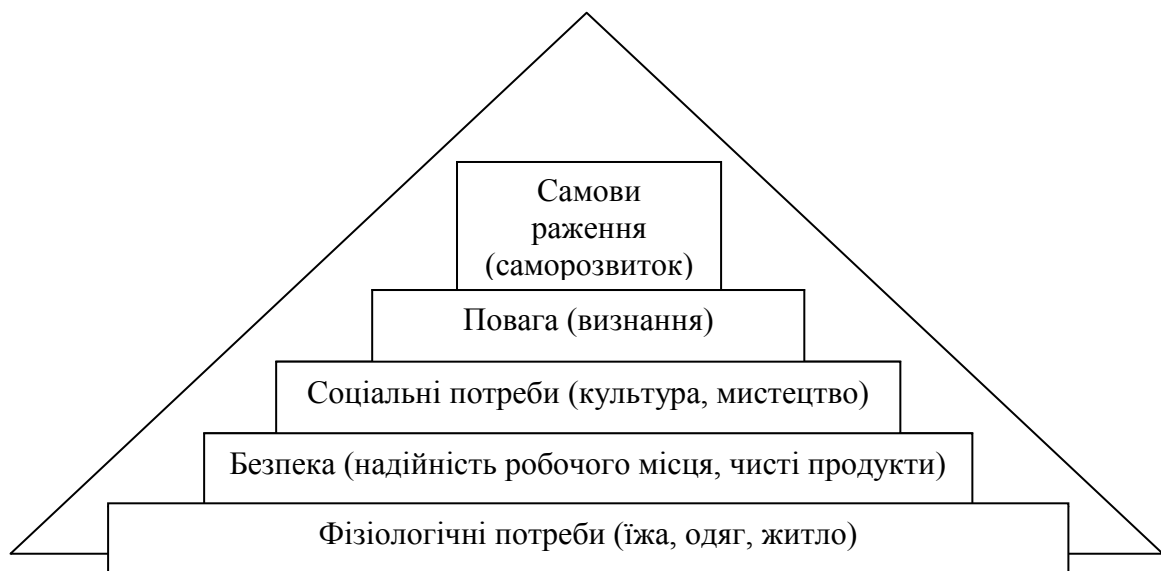 Самови
раження
(саморозвиток)
Повага (визнання)
Соціальні потреби (культура, мистецтво)
Безпека (надійність робочого місця, чисті продукти)
Фізіологічні потреби (їжа, одяг, житло)